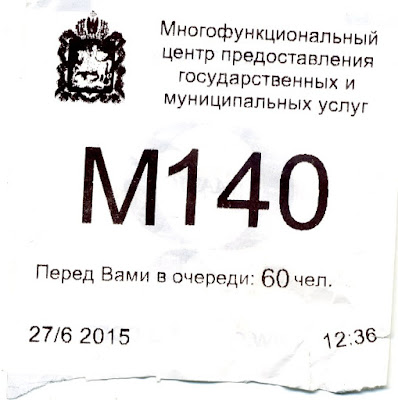 Многофункциональный
центр предоставления
государственных и
муниципальных услуг
М140
Перед Вами в очереди: 60 чел.
27/6 2015 12:36